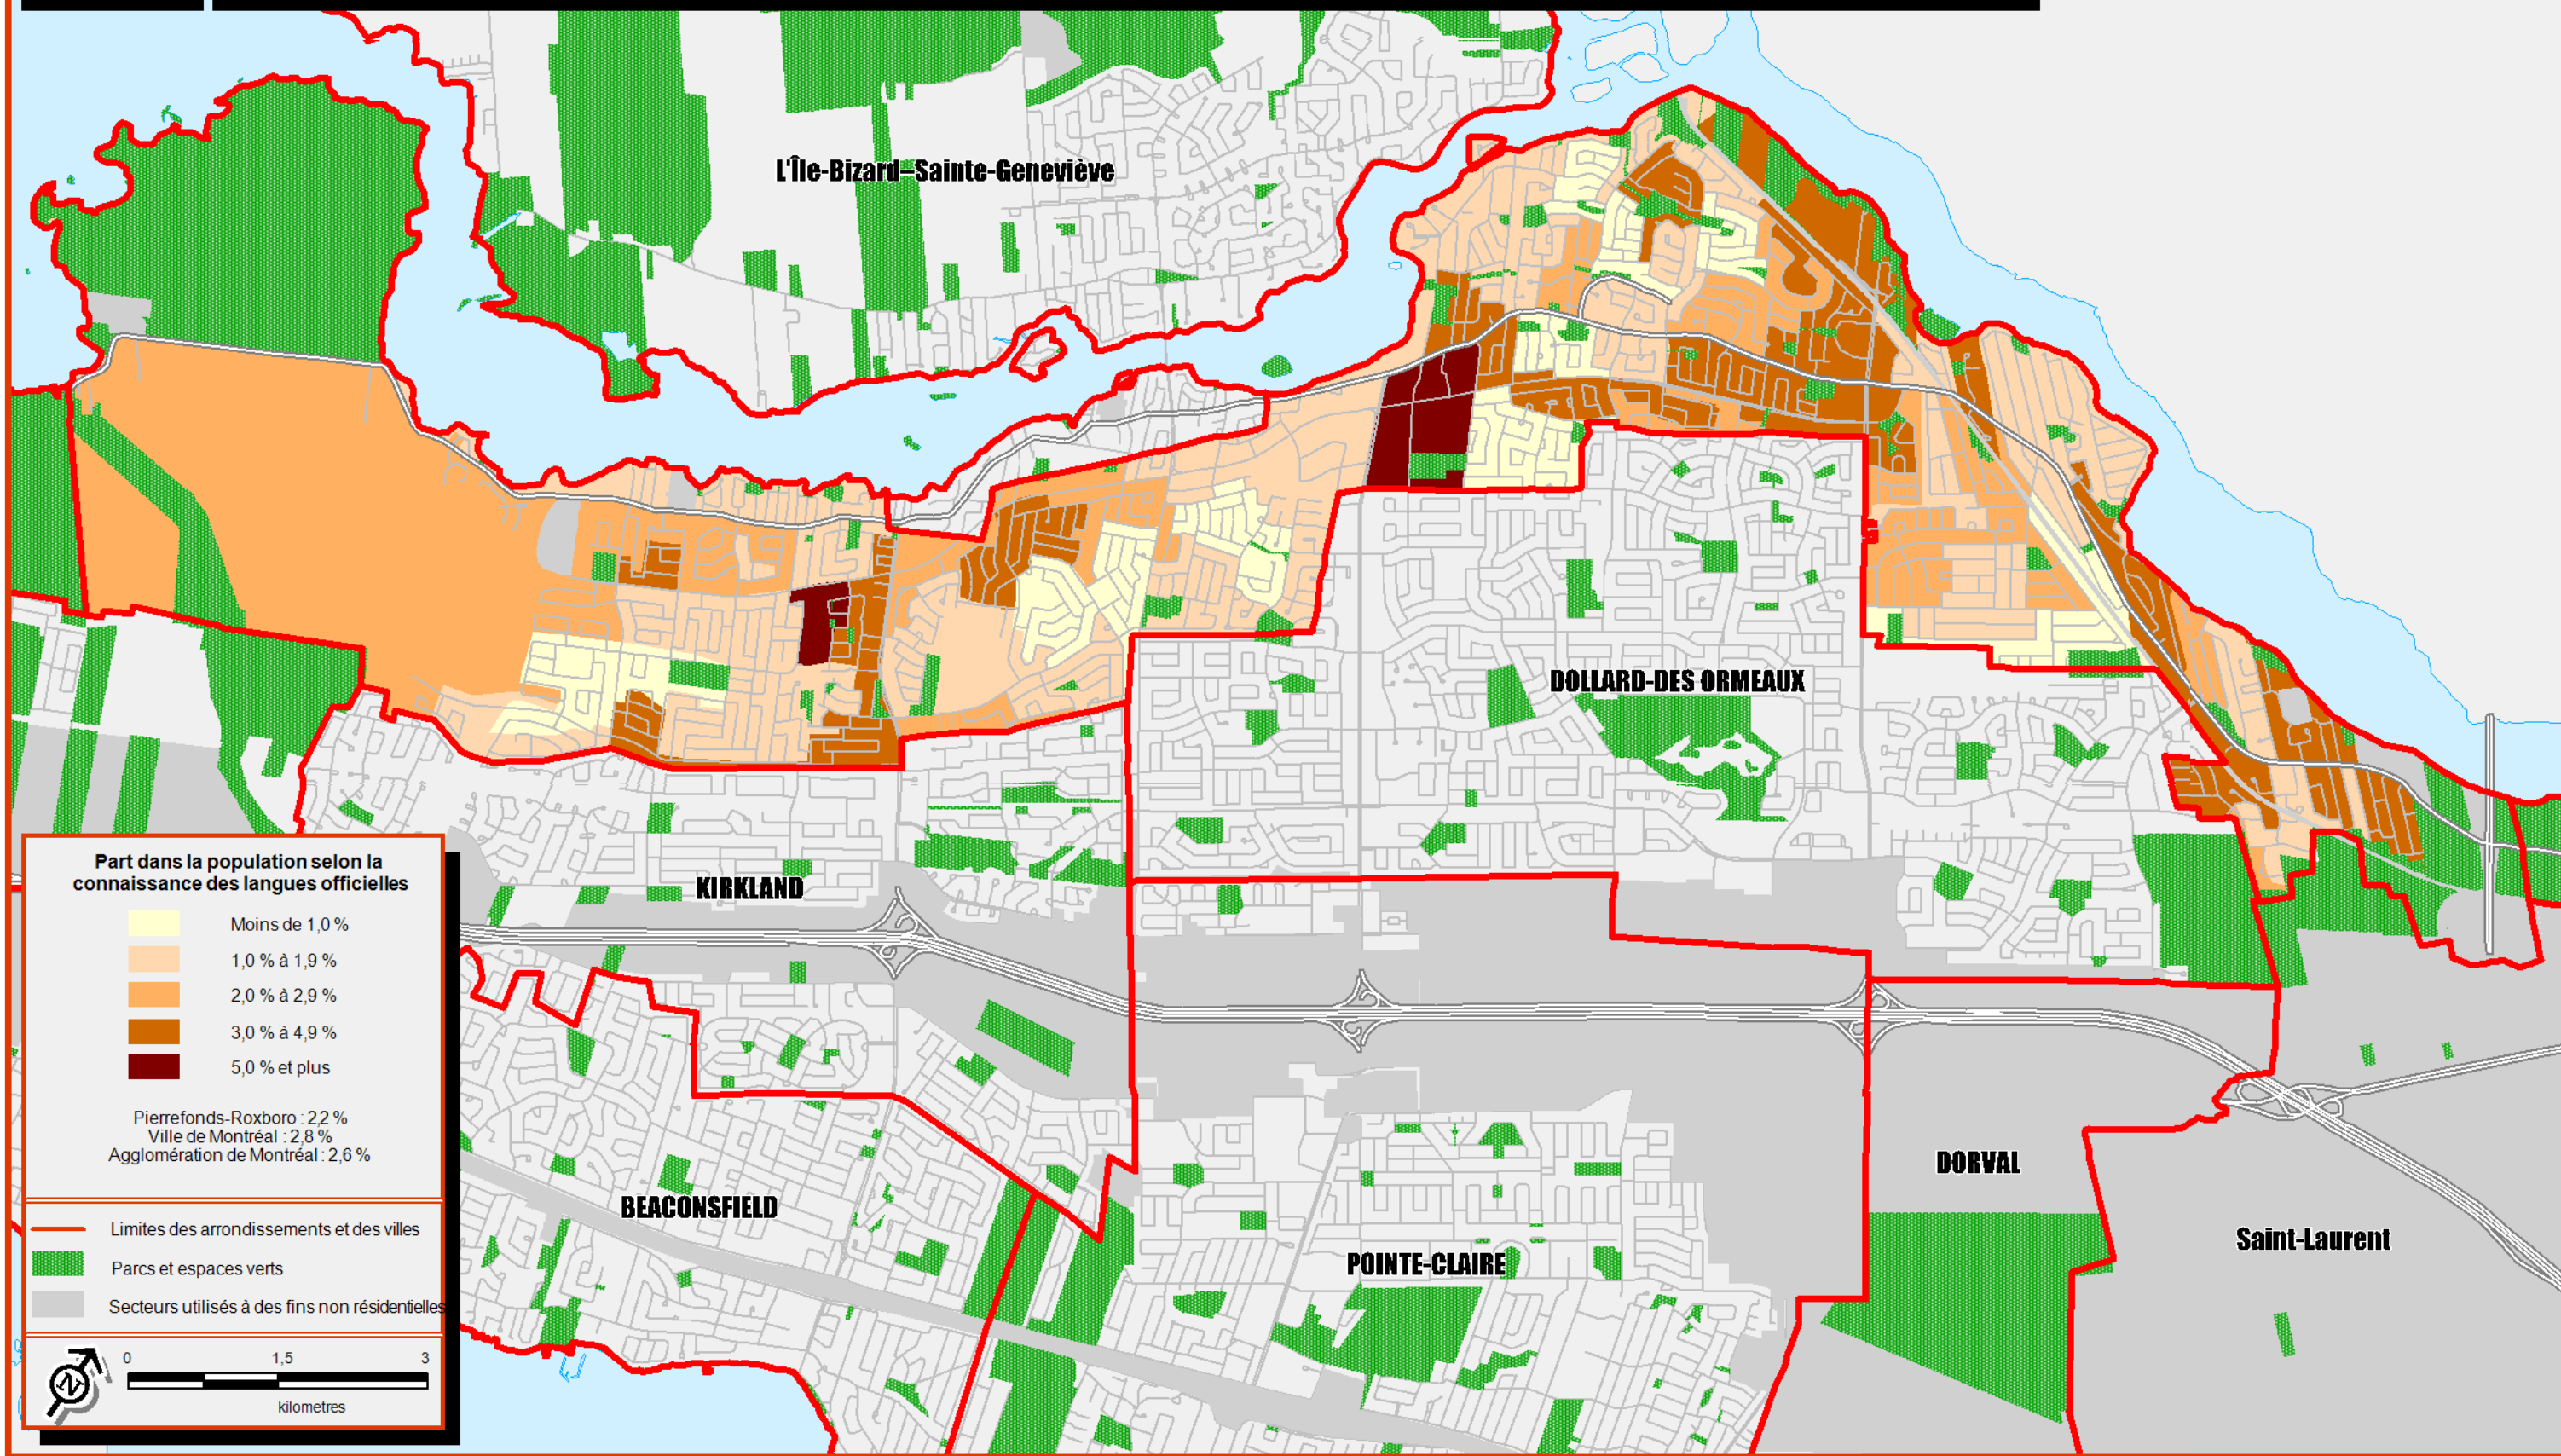 L'Île-Bizard–Sainte-Geneviève
DOLLARD-DES ORMEAUX
KIRKLAND
BEACONSFIELD
POINTE-CLAIRE
DORVAL
Saint-Laurent
Part dans la population selon la
connaissance des langues officielles
Moins de 1,0 %
1,0 % à 1,9 %
2,0 % à 2,9 %
3,0 % à 4,9 %
5,0 % et plus
Pierrefonds-Roxboro : 2,2 %
Ville de Montréal : 2,8 %
Agglomération de Montréal : 2,6 %
Limites des arrondissements et des villes
Parcs et espaces verts
Secteurs utilisés à des fins non résidentielles
N
0 1,5 3
kilometres